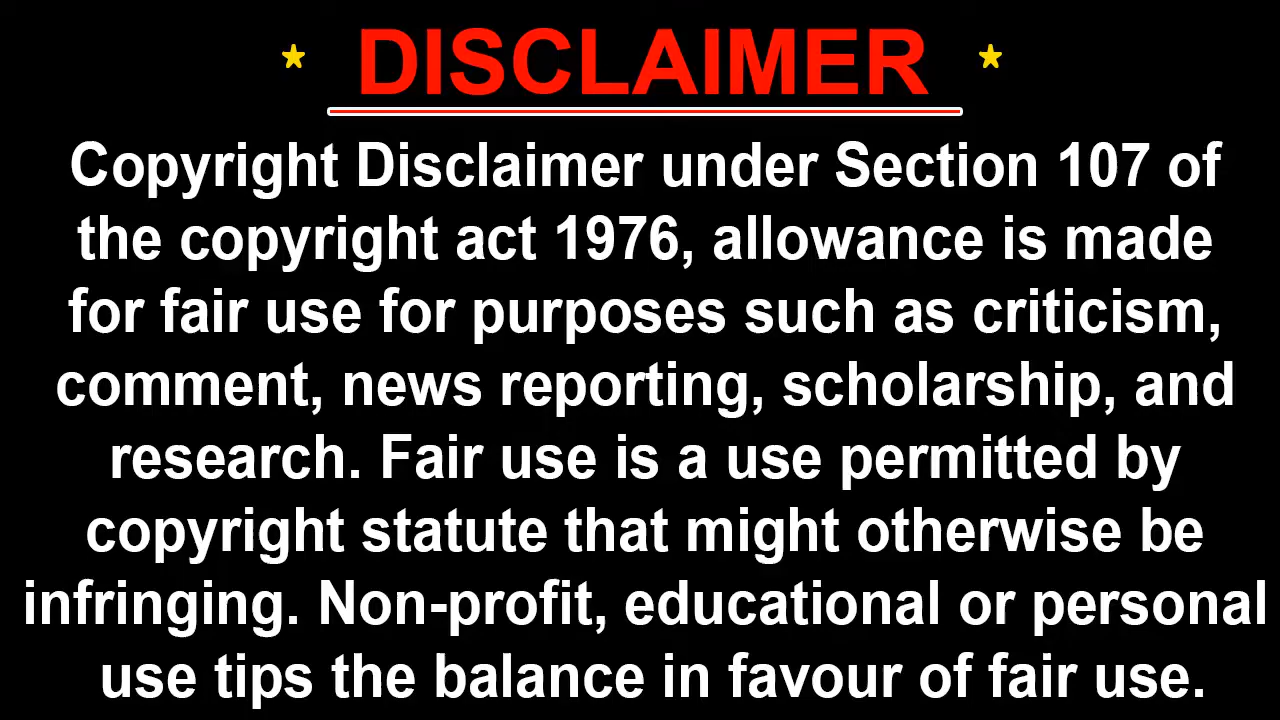 DISCLAIMER
Copyright Disclaimer under Section 107 of
the copyright act 1976, allowance is made
for fair use for purposes such as criticism,
comment, news reporting, scholarship, and
research. Fair use is a use permitted by
copyright statute that might otherwise be
infringing. Non-profit, educational or personal
use tips the balance in favour of fair use.